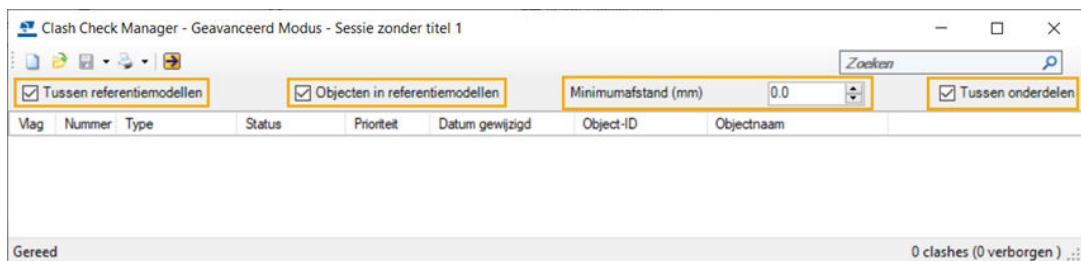 Clash Check Manager - Geavanceerd Modus - Sessie zonder titel 1
Zoeken
Tussen referentiemodellen Objecten in referentiemodellen Minimumafstand (mm) 0.0 Tussen onderdelen
Vlag Nummer Type Status Prioriteit Datum gewijzigd Object-ID Objectnaam
Gereed 0 clashes (0 verborgen )